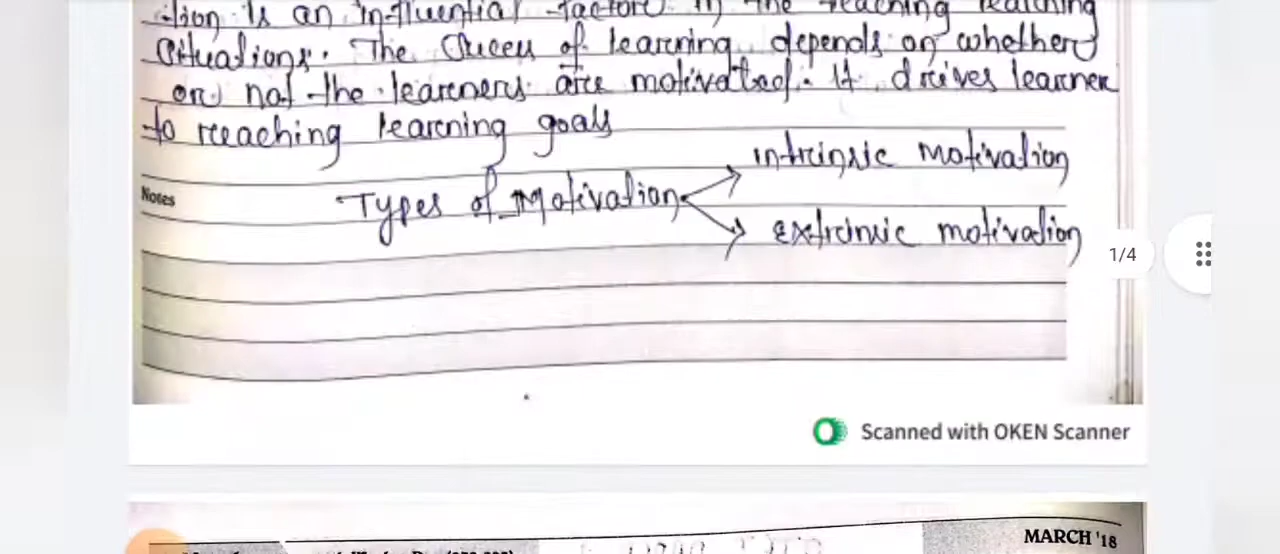 -tion is an influential factor in the teaching learning
situations. The Success of learning depends on whether
or not the learners are motivated. It drives learner
to reaching learning goals
intrinsic motivation
Notes
Types of Motivation
extrinsic motivation
1/4
Scanned with OKEN Scanner
MARCH '18